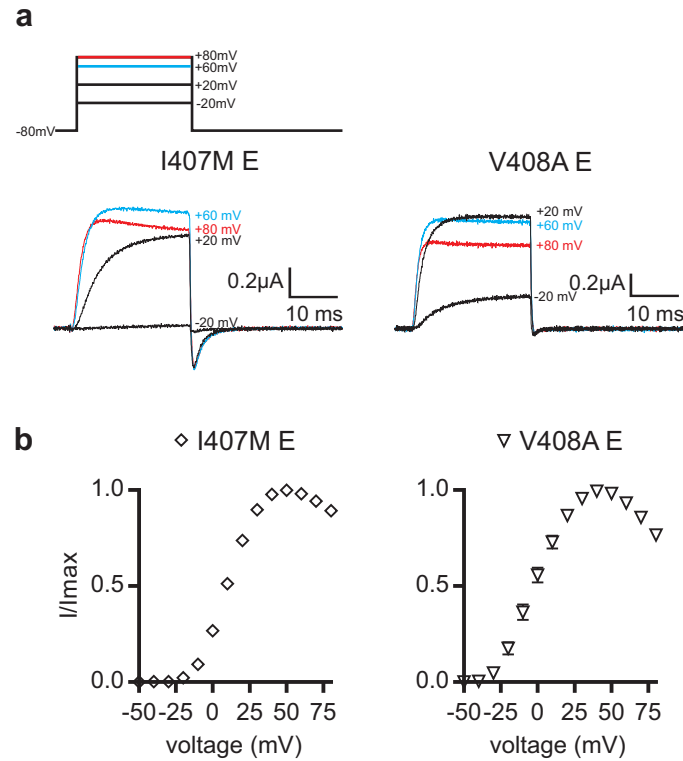 a
+80mV
+60mV
+20mV
-20mV
-80mV
I407M E
V408A E
+60 mV
+80 mV
+20 mV
-20 mV
0.2µA
10 ms
+20 mV
+60 mV
+80 mV
-20 mV
0.2µA
10 ms
b
I407M E
V408A E
I/Imax
1.0
0.5
0.0
-50 -25 0 25 50 75
voltage (mV)
1.0
0.5
0.0
-50 -25 0 25 50 75
voltage (mV)